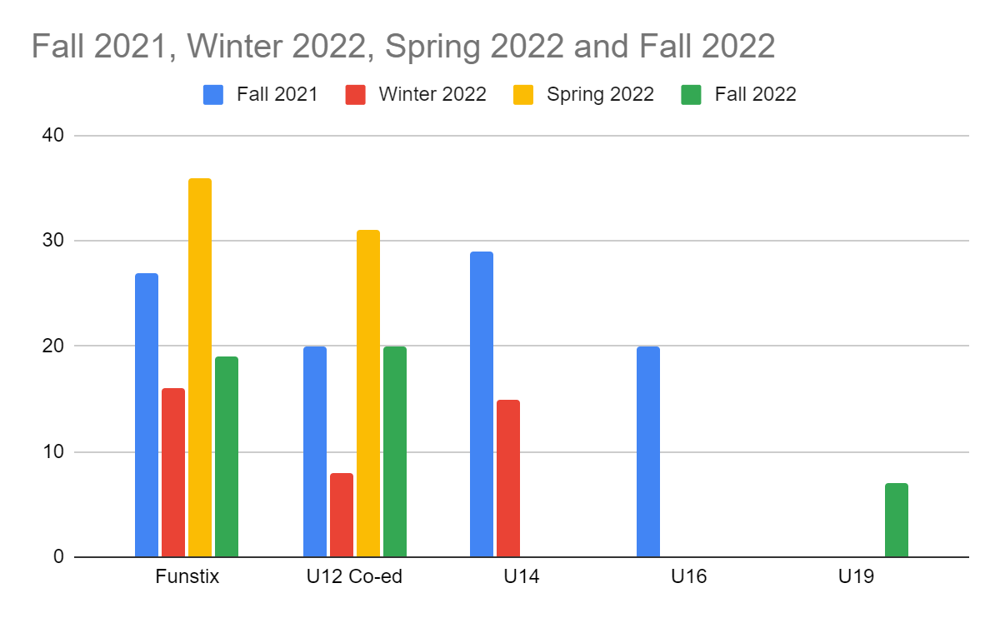 Fall 2021, Winter 2022, Spring 2022 and Fall 2022
Fall 2021 Winter 2022 Spring 2022 Fall 2022
40
30
20
10
0
Funstix U12 Co-ed U14 U16 U19